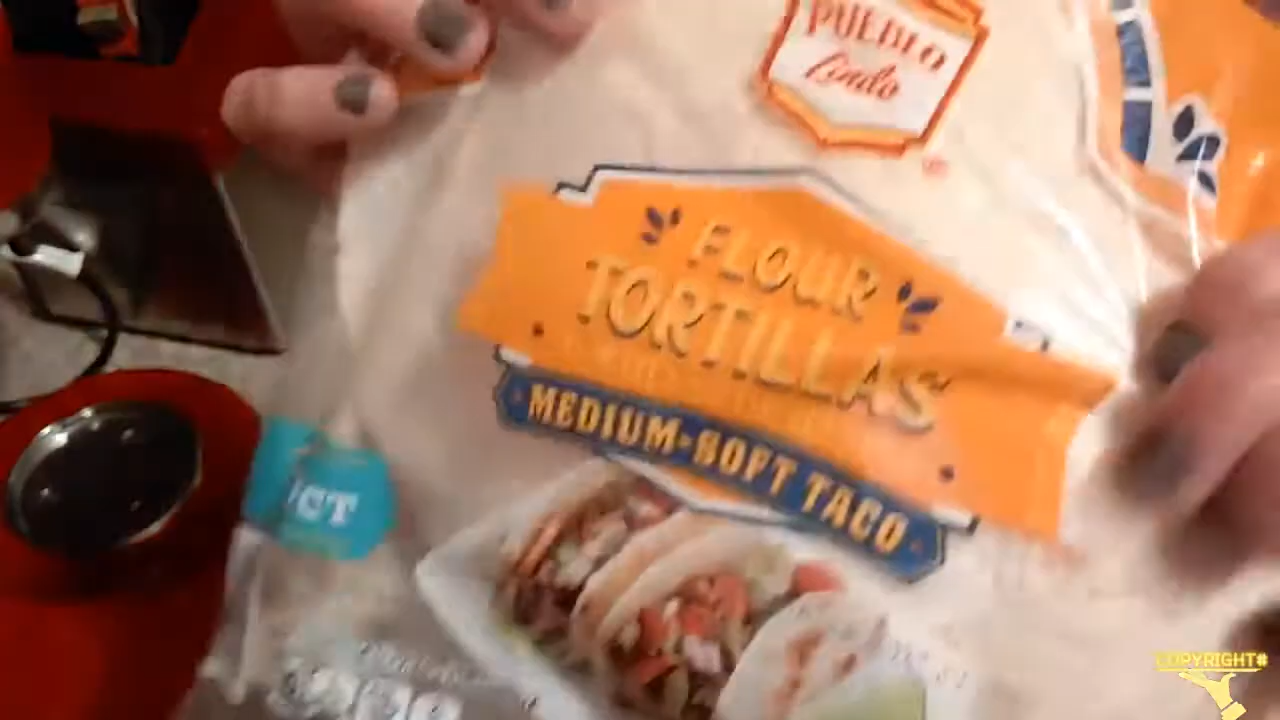 PUEBLO
Lindo
FLOUR
TORTILLAS
MEDIUM-SOFT TACO
CT
COPYRIGHT#